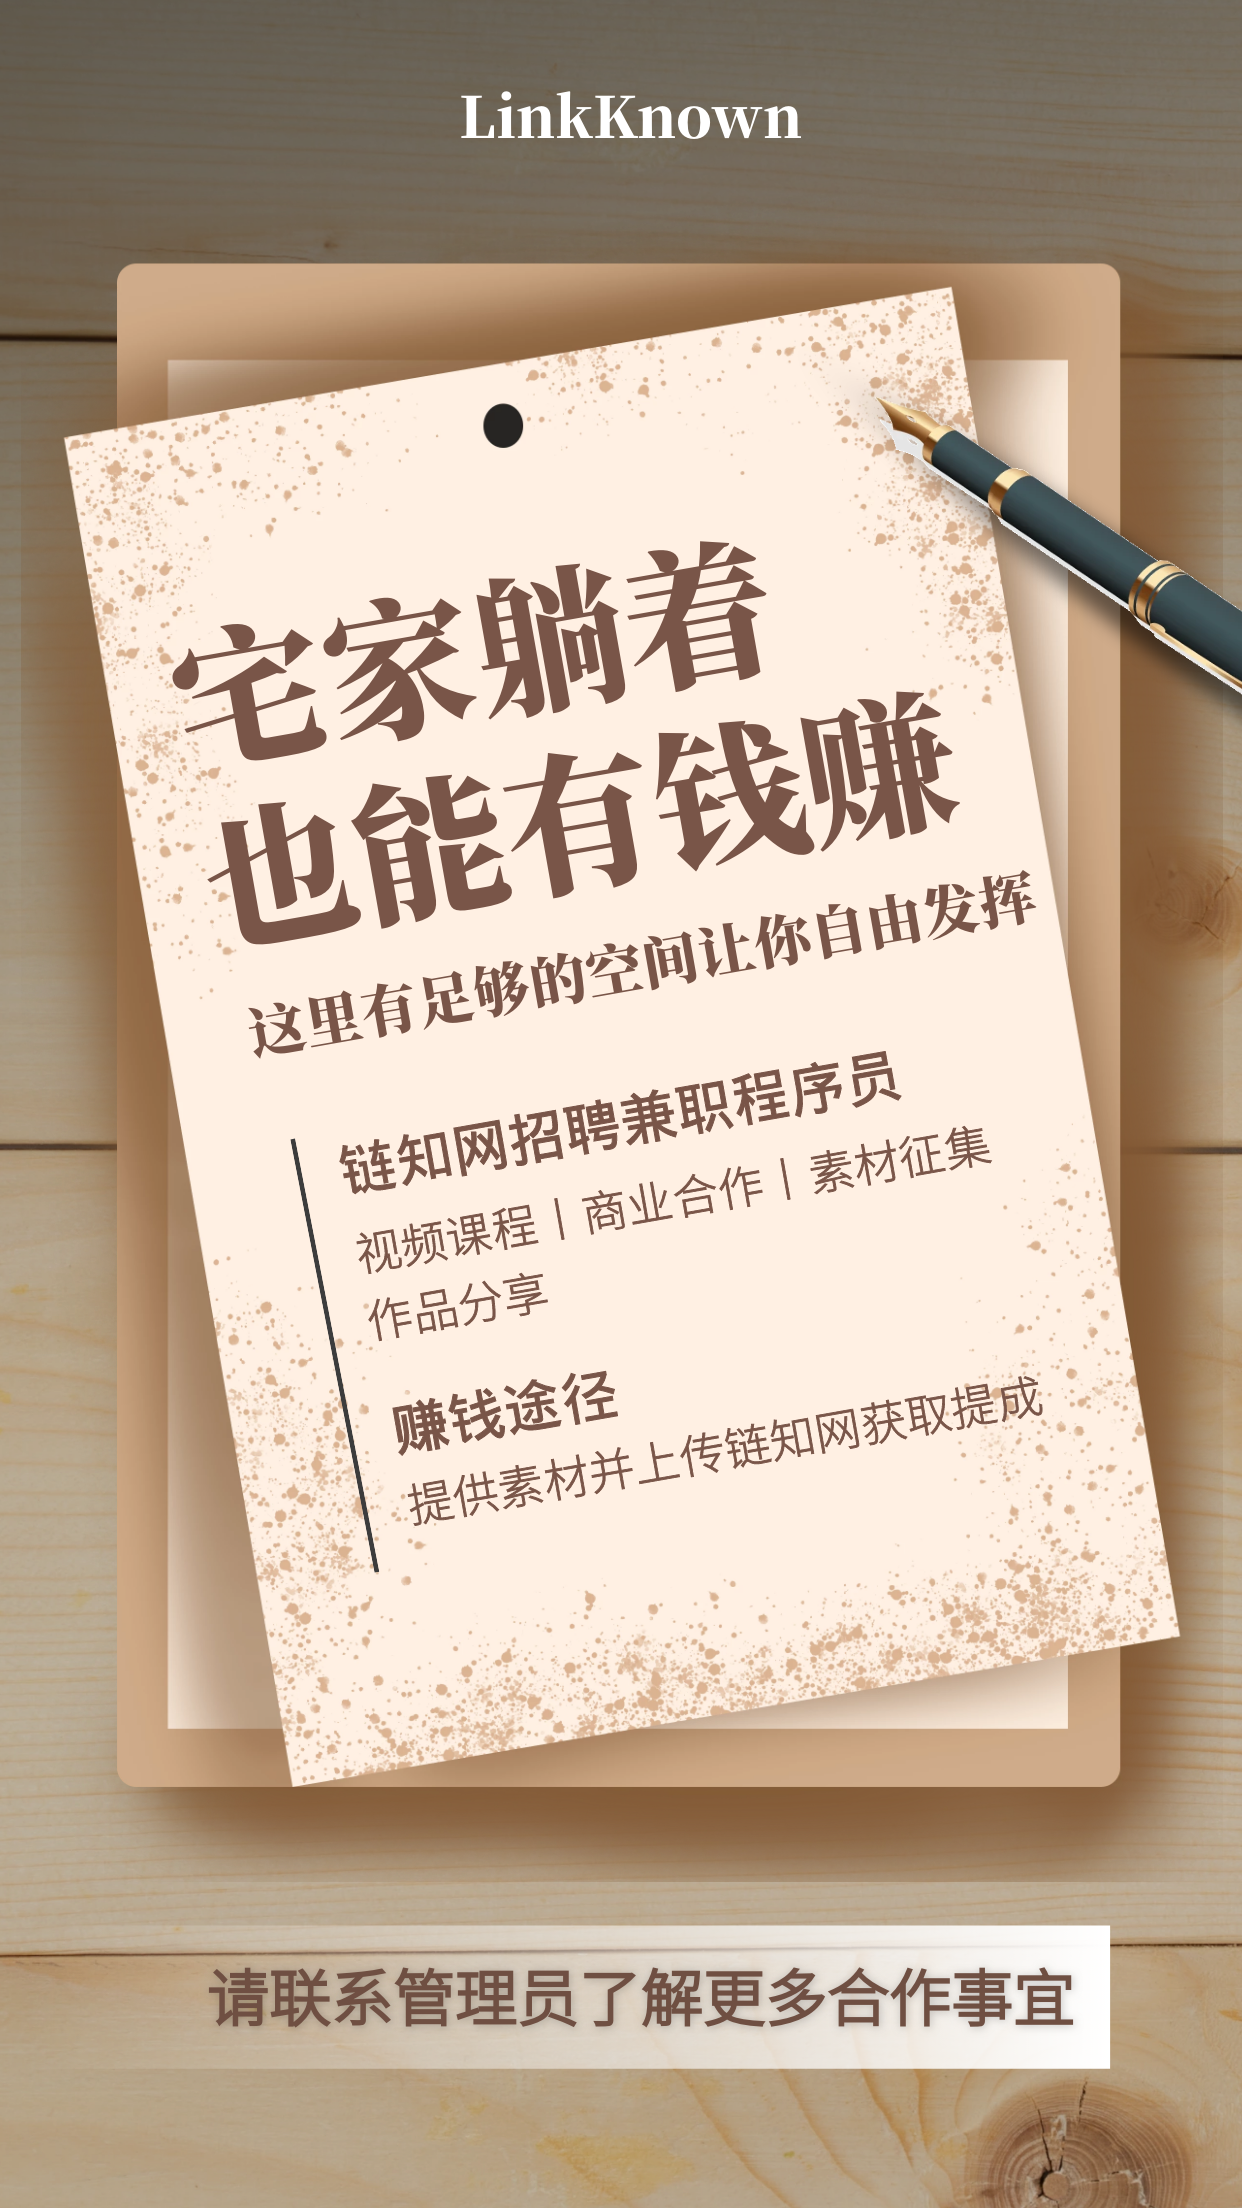 LinkKnown
宅家躺着
也能有钱赚
这里有足够的空间让你自由发挥
链知网招聘兼职程序员
视频课程丨商业合作丨素材征集
作品分享
赚钱途径
提供素材并上传链知网获取提成
请联系管理员了解更多合作事宜